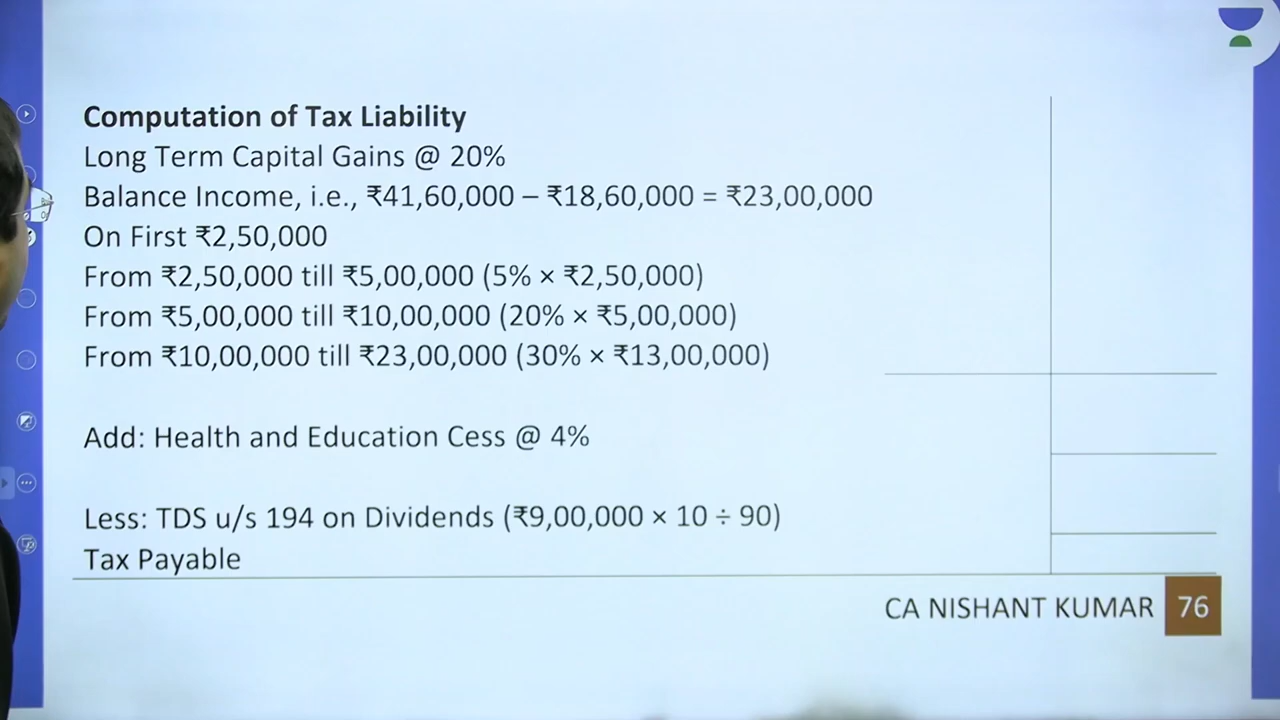 Computation of Tax Liability
Long Term Capital Gains @ 20%
Balance Income, i.e., ₹41,60,000 – ₹18,60,000 = ₹23,00,000
On First ₹2,50,000
From ₹2,50,000 till ₹5,00,000 (5% × ₹2,50,000)
From ₹5,00,000 till ₹10,00,000 (20% × ₹5,00,000)
From ₹10,00,000 till ₹23,00,000 (30% × ₹13,00,000)
Add: Health and Education Cess @ 4%
Less: TDS u/s 194 on Dividends (₹9,00,000 × 10 ÷ 90)
Tax Payable
CA NISHANT KUMAR 76